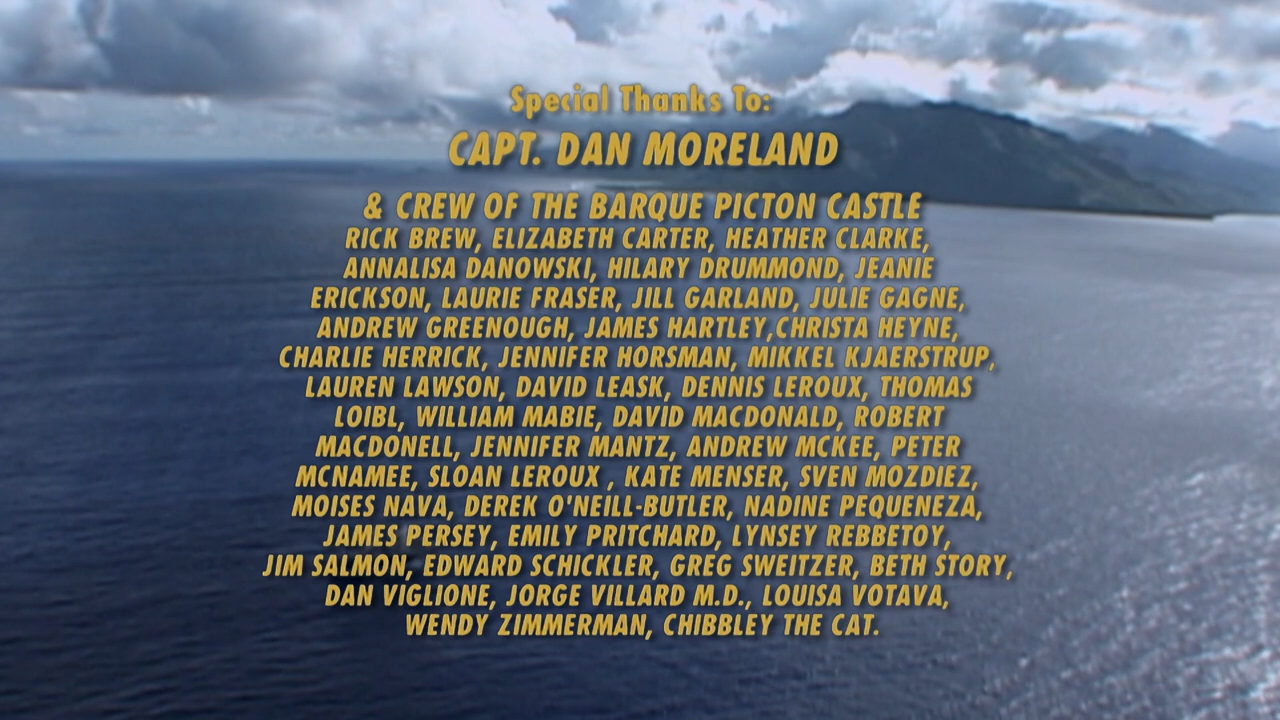 Special Thanks To:
CAPT. DAN MORELAND
& CREW OF THE BARQUE PICTON CASTLE
RICK BREW, ELIZABETH CARTER, HEATHER CLARKE,
ANNALISA DANOWSKI, HILARY DRUMMOND, JEANIE
ERICKSON, LAURIE FRASER, JILL GARLAND, JULIE GAGNE,
ANDREW GREENOUGH, JAMES HARTLEY,CHRISTA HEYNE,
CHARLIE HERRICK, JENNIFER HORSMAN, MIKKEL KJAERSTRUP,
LAUREN LAWSON, DAVID LEASK, DENNIS LEROUX, THOMAS
LOIBL, WILLIAM MABIE, DAVID MACDONALD, ROBERT
MACDONELL, JENNIFER MANTZ, ANDREW MCKEE, PETER
MCNAMEE, SLOAN LEROUX , KATE MENSER, SVEN MOZDIEZ,
MOISES NAVA, DEREK O'NEILL-BUTLER, NADINE PEQUENEZA,
JAMES PERSEY, EMILY PRITCHARD, LYNSEY REBBETOY,
JIM SALMON, EDWARD SCHICKLER, GREG SWEITZER, BETH STORY,
DAN VIGLIONE, JORGE VILLARD M.D., LOUISA VOTAVA,
WENDY ZIMMERMAN, CHIBBLEY THE CAT.